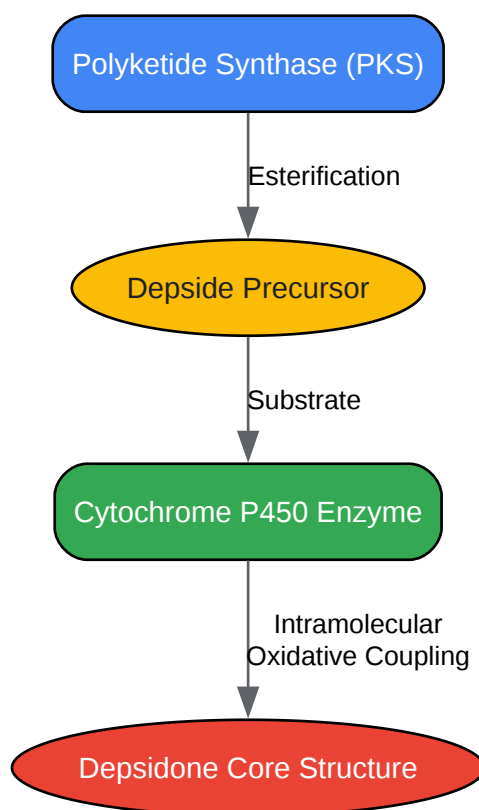 Polyketide Synthase (PKS)
Esterification
Depside Precursor
Substrate
Cytochrome P450 Enzyme
Intramolecular
Oxidative Coupling
Depsidone Core Structure